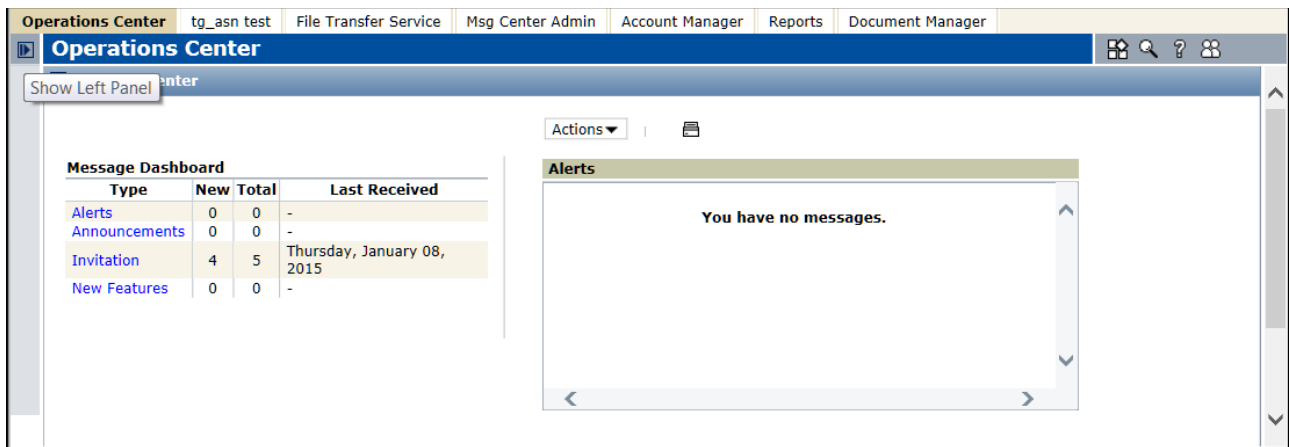 Operations Center tg_asn test File Transfer Service Msg Center Admin Account Manager Reports Document Manager
Operations Center
enter
Show Left Panel
Actions
Message Dashboard
Type New Total Last Received
Alerts 0 0 -
Announcements 0 0 -
Invitation 4 5 Thursday, January 08,
2015
New Features 0 0 -
Alerts
You have no messages.